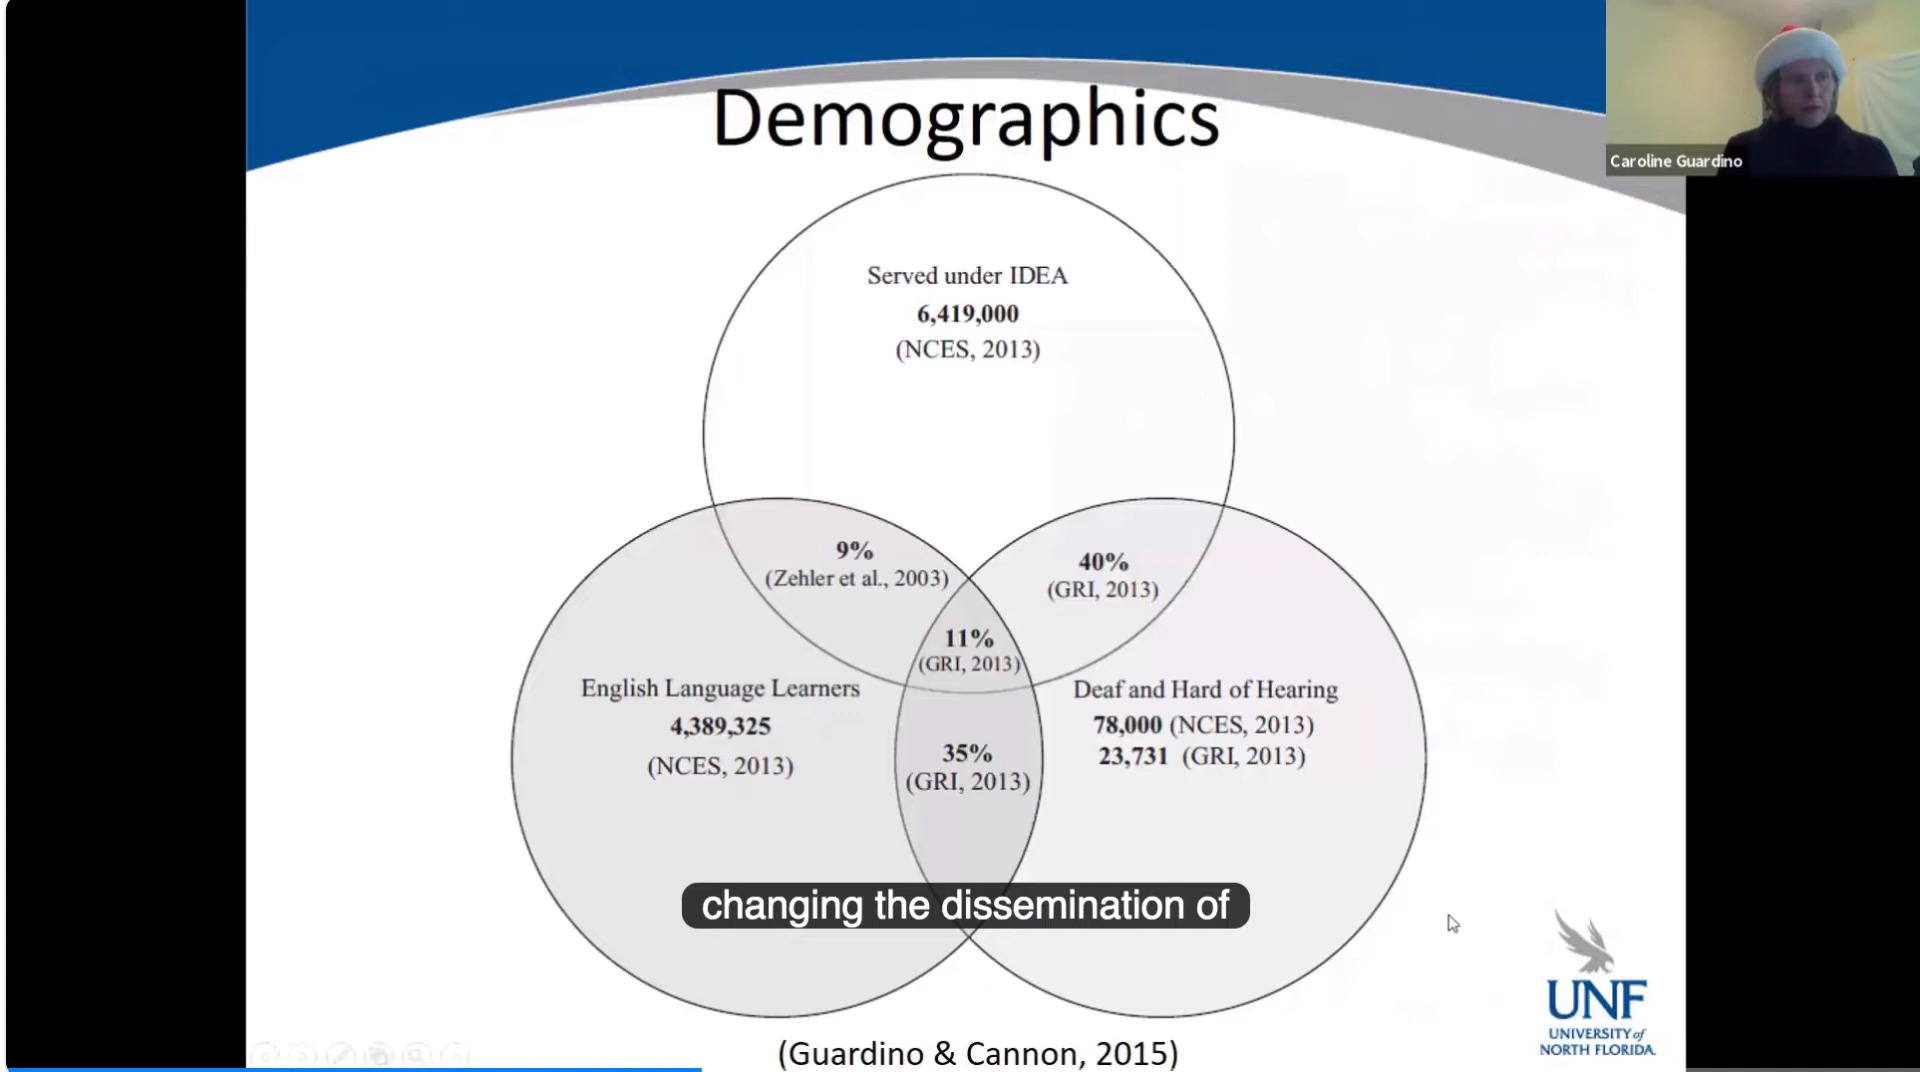 Demographics
Caroline Guardino
Served under IDEA
6,419,000
(NCES, 2013)
9%
(Zehler et al., 2003)
40%
(GRI, 2013)
11%
(GRI, 2013)
English Language Learners
4,389,325
(NCES, 2013)
Deaf and Hard of Hearing
78,000 (NCES, 2013)
23,731 (GRI, 2013)
35%
(GRI, 2013)
changing the dissemination of
UNF
UNIVERSITY of
NORTH FLORIDA.
(Guardino & Cannon, 2015)